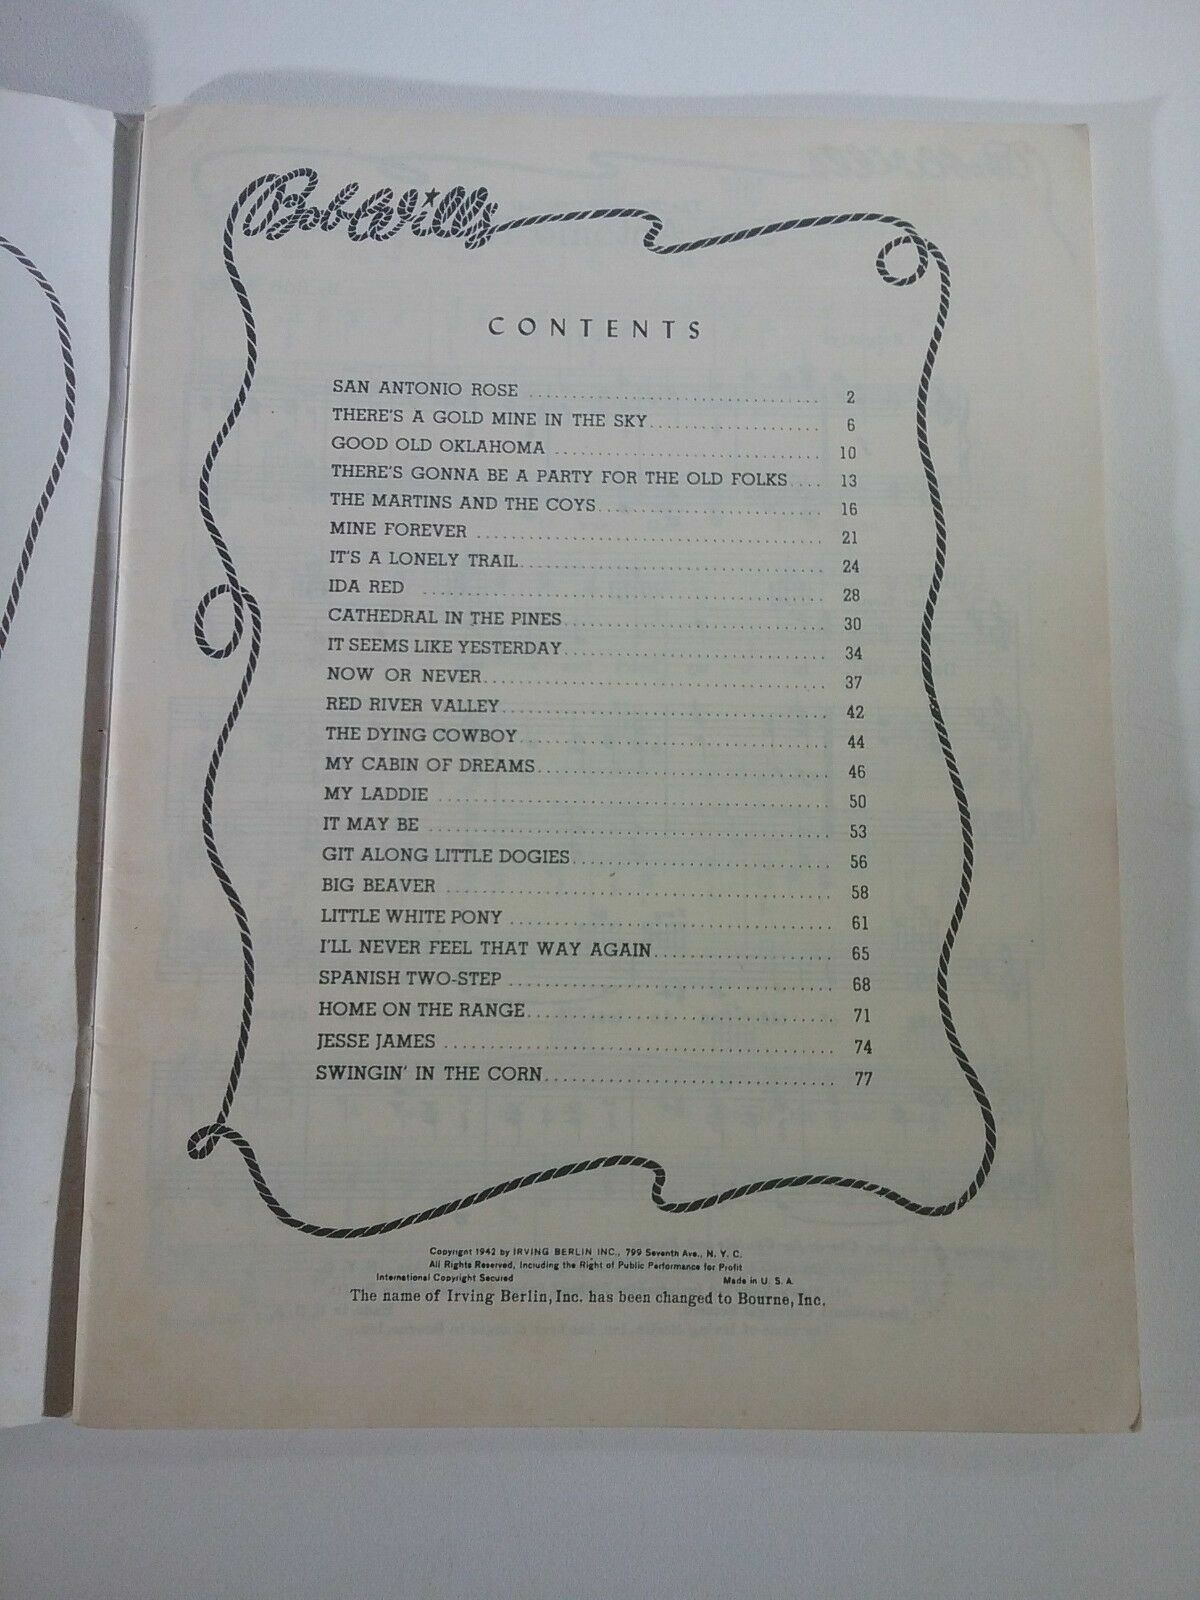 Bob Wills
CONTENTS
SAN ANTONIO ROSE ................................. 2
THERE'S A GOLD MINE IN THE SKY.................... 6
GOOD OLD OKLAHOMA .............................. 10
THERE'S GONNA BE A PARTY FOR THE OLD FOLKS.... 13
THE MARTINS AND THE COYS......................... 16
MINE FOREVER ....................................... 21
IT'S A LONELY TRAIL................................... 24
IDA RED ............................................. 28
CATHEDRAL IN THE PINES............................. 30
IT SEEMS LIKE YESTERDAY.............................. 34
NOW OR NEVER....................................... 37
RED RIVER VALLEY..................................... 42
THE DYING COWBOY................................... 44
MY CABIN OF DREAMS................................. 46
MY LADDIE ............................................ 50
IT MAY BE ............................................. 53
GIT ALONG LITTLE DOGIES............................. 56
BIG BEAVER ........................................... 58
LITTLE WHITE PONY .................................... 61
I'LL NEVER FEEL THAT WAY AGAIN.................... 65
SPANISH TWO-STEP .................................... 68
HOME ON THE RANGE.................................. 71
JESSE JAMES ........................................... 74
SWINGIN' IN THE CORN................................ 77
Copyright 1942 by IRVING BERLIN INC., 799 Seventh Ave., N. Y. C.
All Rights Reserved, Including the Right of Public Performance for Profit
International Copyright Secured Made in U. S. A.
The name of Irving Berlin, Inc. has been changed to Bourne, Inc.